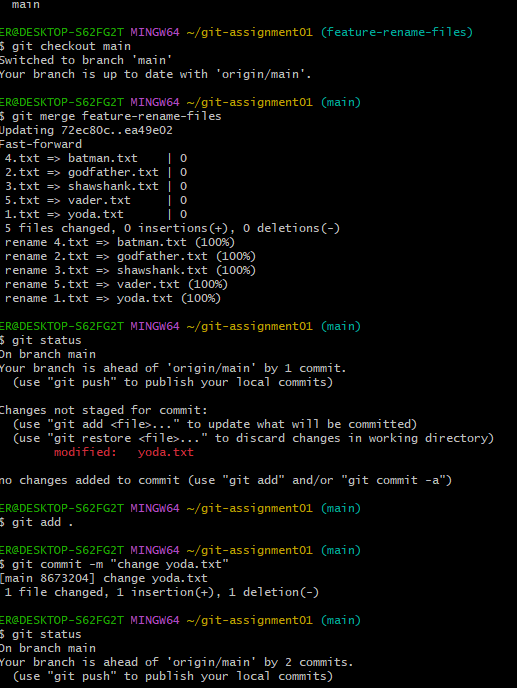 main
ER@DESKTOP-S62FG2T MINGW64 ~/git-assignment01 (feature-rename-files)
$ git checkout main
Switched to branch 'main'
Your branch is up to date with 'origin/main'.
ER@DESKTOP-S62FG2T MINGW64 ~/git-assignment01 (main)
$ git merge feature-rename-files
Updating 72ec80c..ea49e02
Fast-forward
4.txt => batman.txt | 0
2.txt => godfather.txt | 0
3.txt => shawshank.txt | 0
5.txt => vader.txt | 0
1.txt => yoda.txt | 0
5 files changed, 0 insertions(+), 0 deletions(-)
rename 4.txt => batman.txt (100%)
rename 2.txt => godfather.txt (100%)
rename 3.txt => shawshank.txt (100%)
rename 5.txt => vader.txt (100%)
rename 1.txt => yoda.txt (100%)
ER@DESKTOP-S62FG2T MINGW64 ~/git-assignment01 (main)
$ git status
On branch main
Your branch is ahead of 'origin/main' by 1 commit.
(use "git push" to publish your local commits)
Changes not staged for commit:
(use "git add <file>..." to update what will be committed)
(use "git restore <file>..." to discard changes in working directory)
modified: yoda.txt
no changes added to commit (use "git add" and/or "git commit -a")
ER@DESKTOP-S62FG2T MINGW64 ~/git-assignment01 (main)
$ git add .
ER@DESKTOP-S62FG2T MINGW64 ~/git-assignment01 (main)
$ git commit -m "change yoda.txt"
[main 8673204] change yoda.txt
1 file changed, 1 insertion(+), 1 deletion(-)
ER@DESKTOP-S62FG2T MINGW64 ~/git-assignment01 (main)
$ git status
On branch main
Your branch is ahead of 'origin/main' by 2 commits.
(use "git push" to publish your local commits)